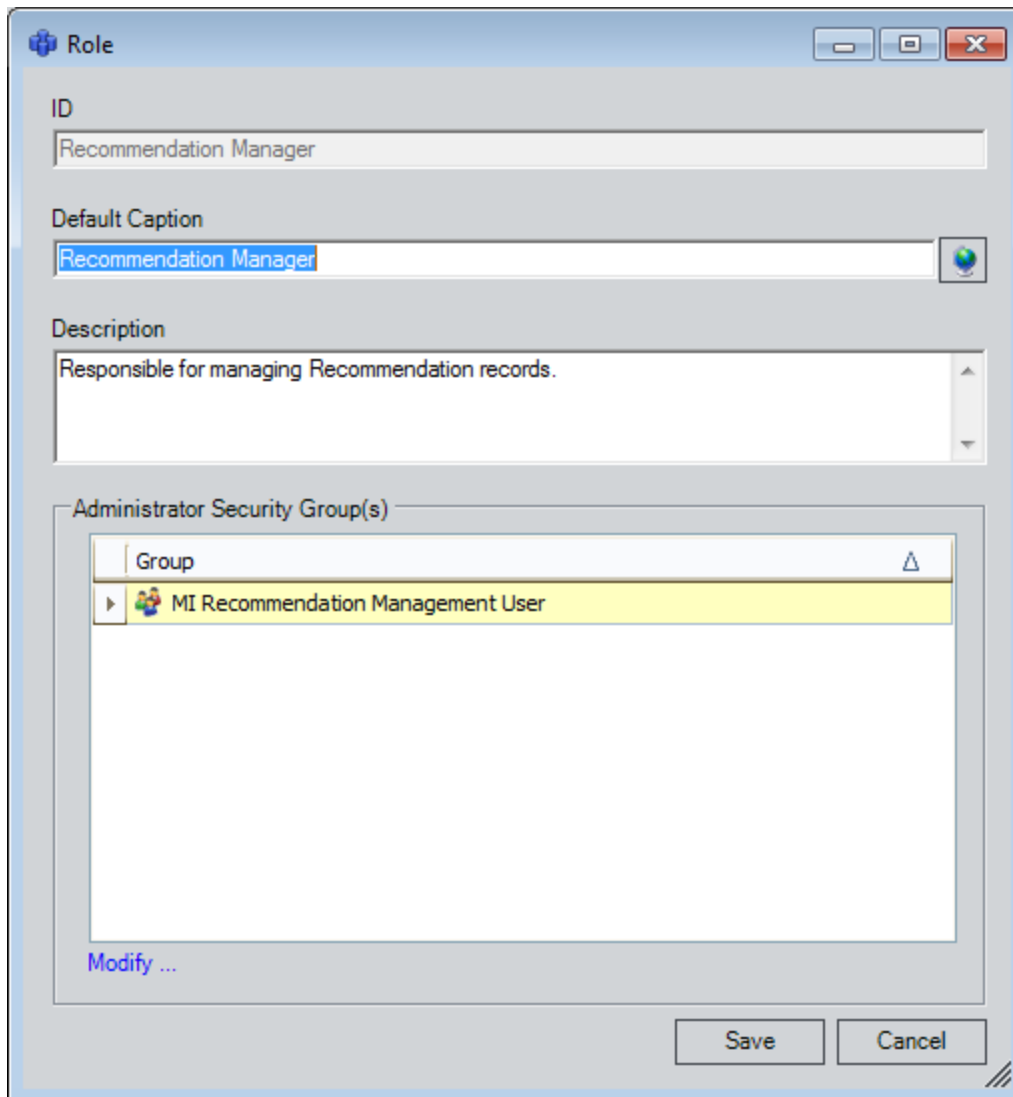 Role
ID
Recommendation Manager
Default Caption
Recommendation Manager
Description
Responsible for managing Recommendation records.
Administrator Security Group(s)
Group
MI Recommendation Management User
Modify ...
Save Cancel